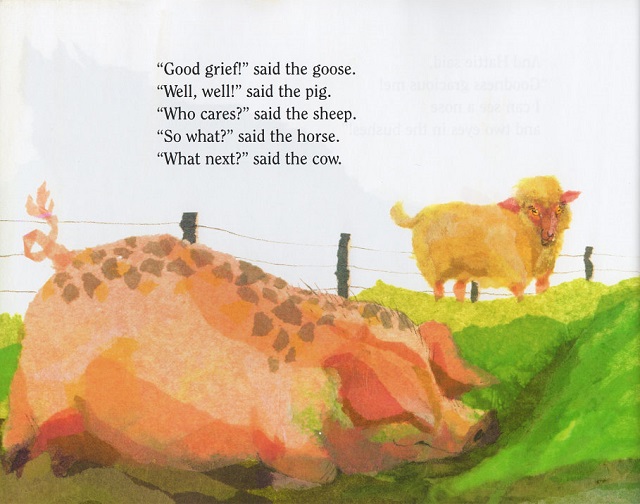 “Good grief!” said the goose.
“Well, well!” said the pig.
“Who cares?” said the sheep.
“So what?” said the horse.
“What next?” said the cow.